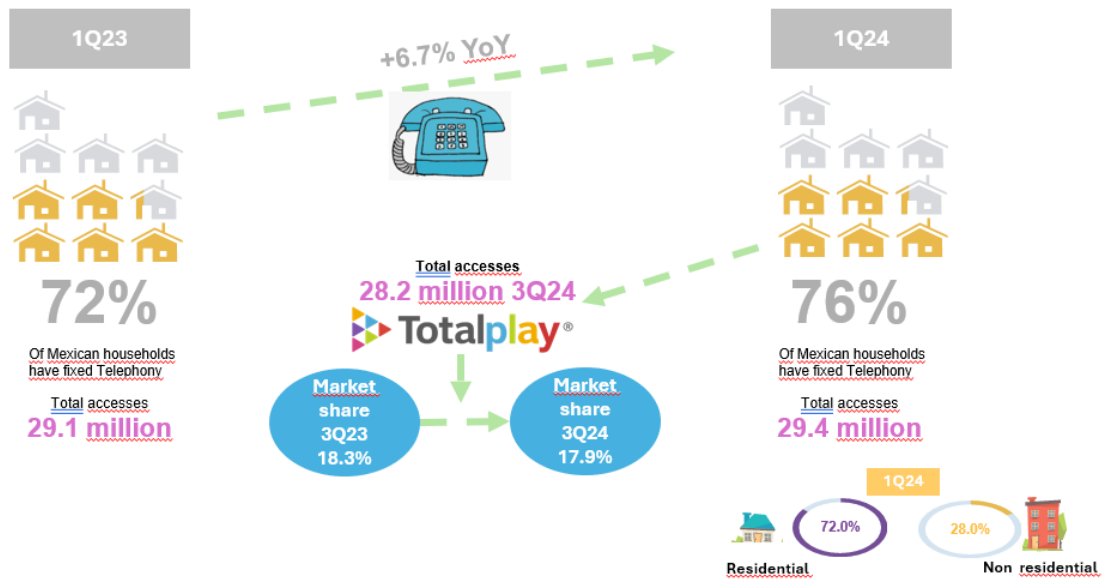 1Q23
+6.7% YoY
1Q24
72%
Of Mexican households
have fixed Telephony
Total accesses
29.1 million
Total accesses
28.2 million 3Q24
Totalplay®
Market
share
3Q23
18.3%
Market
share
3Q24
17.9%
76%
Of Mexican households
have fixed Telephony
Total accesses
29.4 million
1Q24
72.0%
28.0%
Residential
Non residential